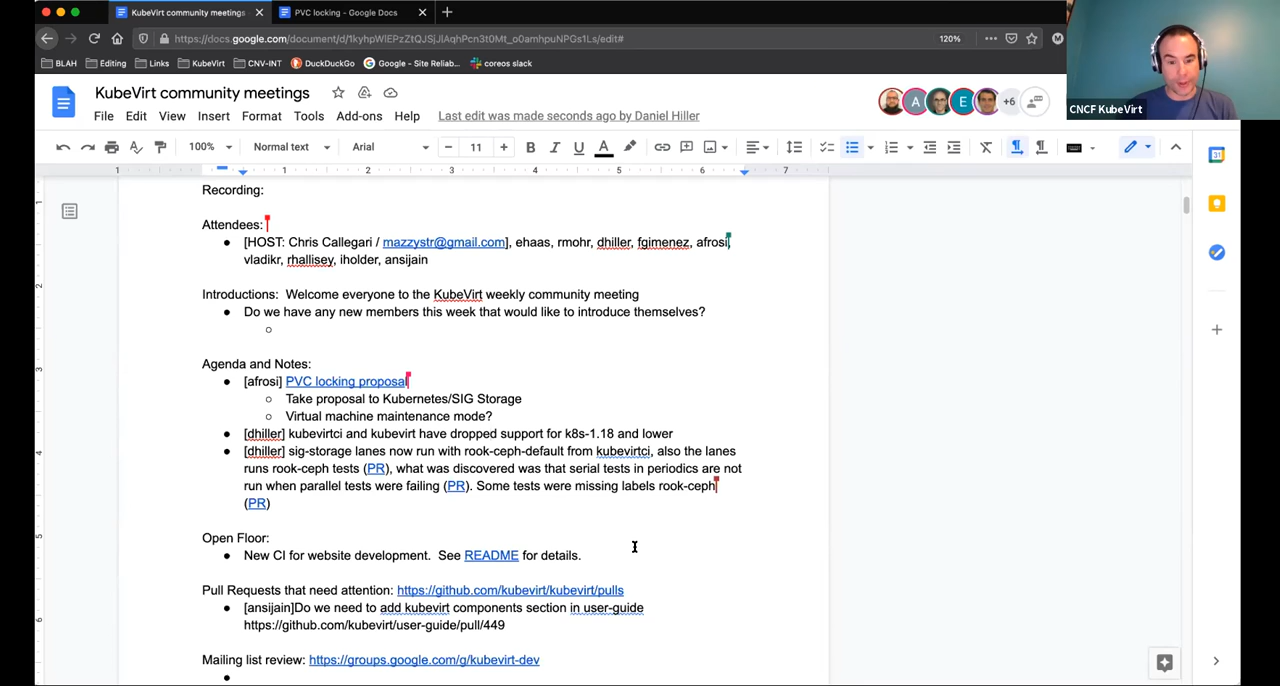 KubeVirt community meetings
PVC locking - Google Docs
https://docs.google.com/document/d/1kyhpWlEPzZtQJSjJlAqhPcn3t0Mt_o0amhpuNPGs1Ls/edit#
120%
M
BLAH
Editing
Links
KubeVirt
CNV-INT
DuckDuckGo
Google - Site Reliab...
coreos slack
CNCF KubeVirt
KubeVirt community meetings
A
E
+6
File Edit View Insert Format Tools Add-ons Help
Last edit was made seconds ago by Daniel Hiller
100%
Normal text
Arial
11
B I U A
1 1 2 3 4 5 6 7
Recording:
Attendees:
[HOST: Chris Callegari / mazzystr@gmail.com], ehaas, rmohr, dhiller, fgimenez, afrosi,
vladikr, rhallisey, iholder, ansijain
Introductions: Welcome everyone to the KubeVirt weekly community meeting
Do we have any new members this week that would like to introduce themselves?
Agenda and Notes:
[afrosi] PVC locking proposal
Take proposal to Kubernetes/SIG Storage
Virtual machine maintenance mode?
[dhiller] kubevirtci and kubevirt have dropped support for k8s-1.18 and lower
[dhiller] sig-storage lanes now run with rook-ceph-default from kubevirtci, also the lanes
runs rook-ceph tests (PR), what was discovered was that serial tests in periodics are not
run when parallel tests were failing (PR). Some tests were missing labels rook-ceph
(PR)
Open Floor:
New CI for website development. See README for details.
Pull Requests that need attention: https://github.com/kubevirt/kubevirt/pulls
[ansijain]Do we need to add kubevirt components section in user-guide
https://github.com/kubevirt/user-guide/pull/449
Mailing list review: https://groups.google.com/g/kubevirt-dev